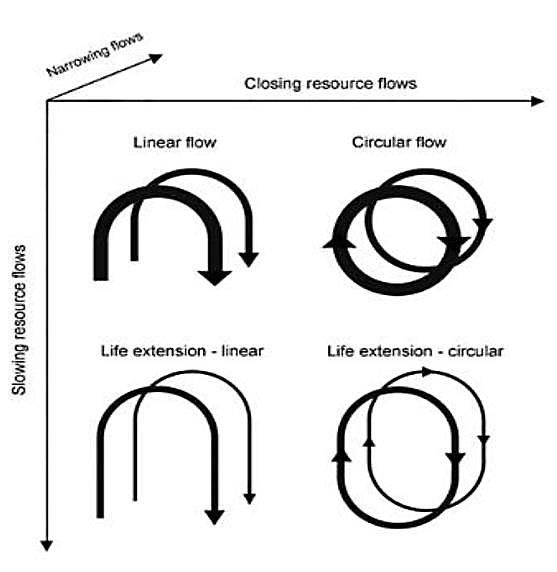 Narrowing flows
Closing resource flows
Linear flow
Circular flow
Slowing resource flows
Life extension - linear
Life extension - circular